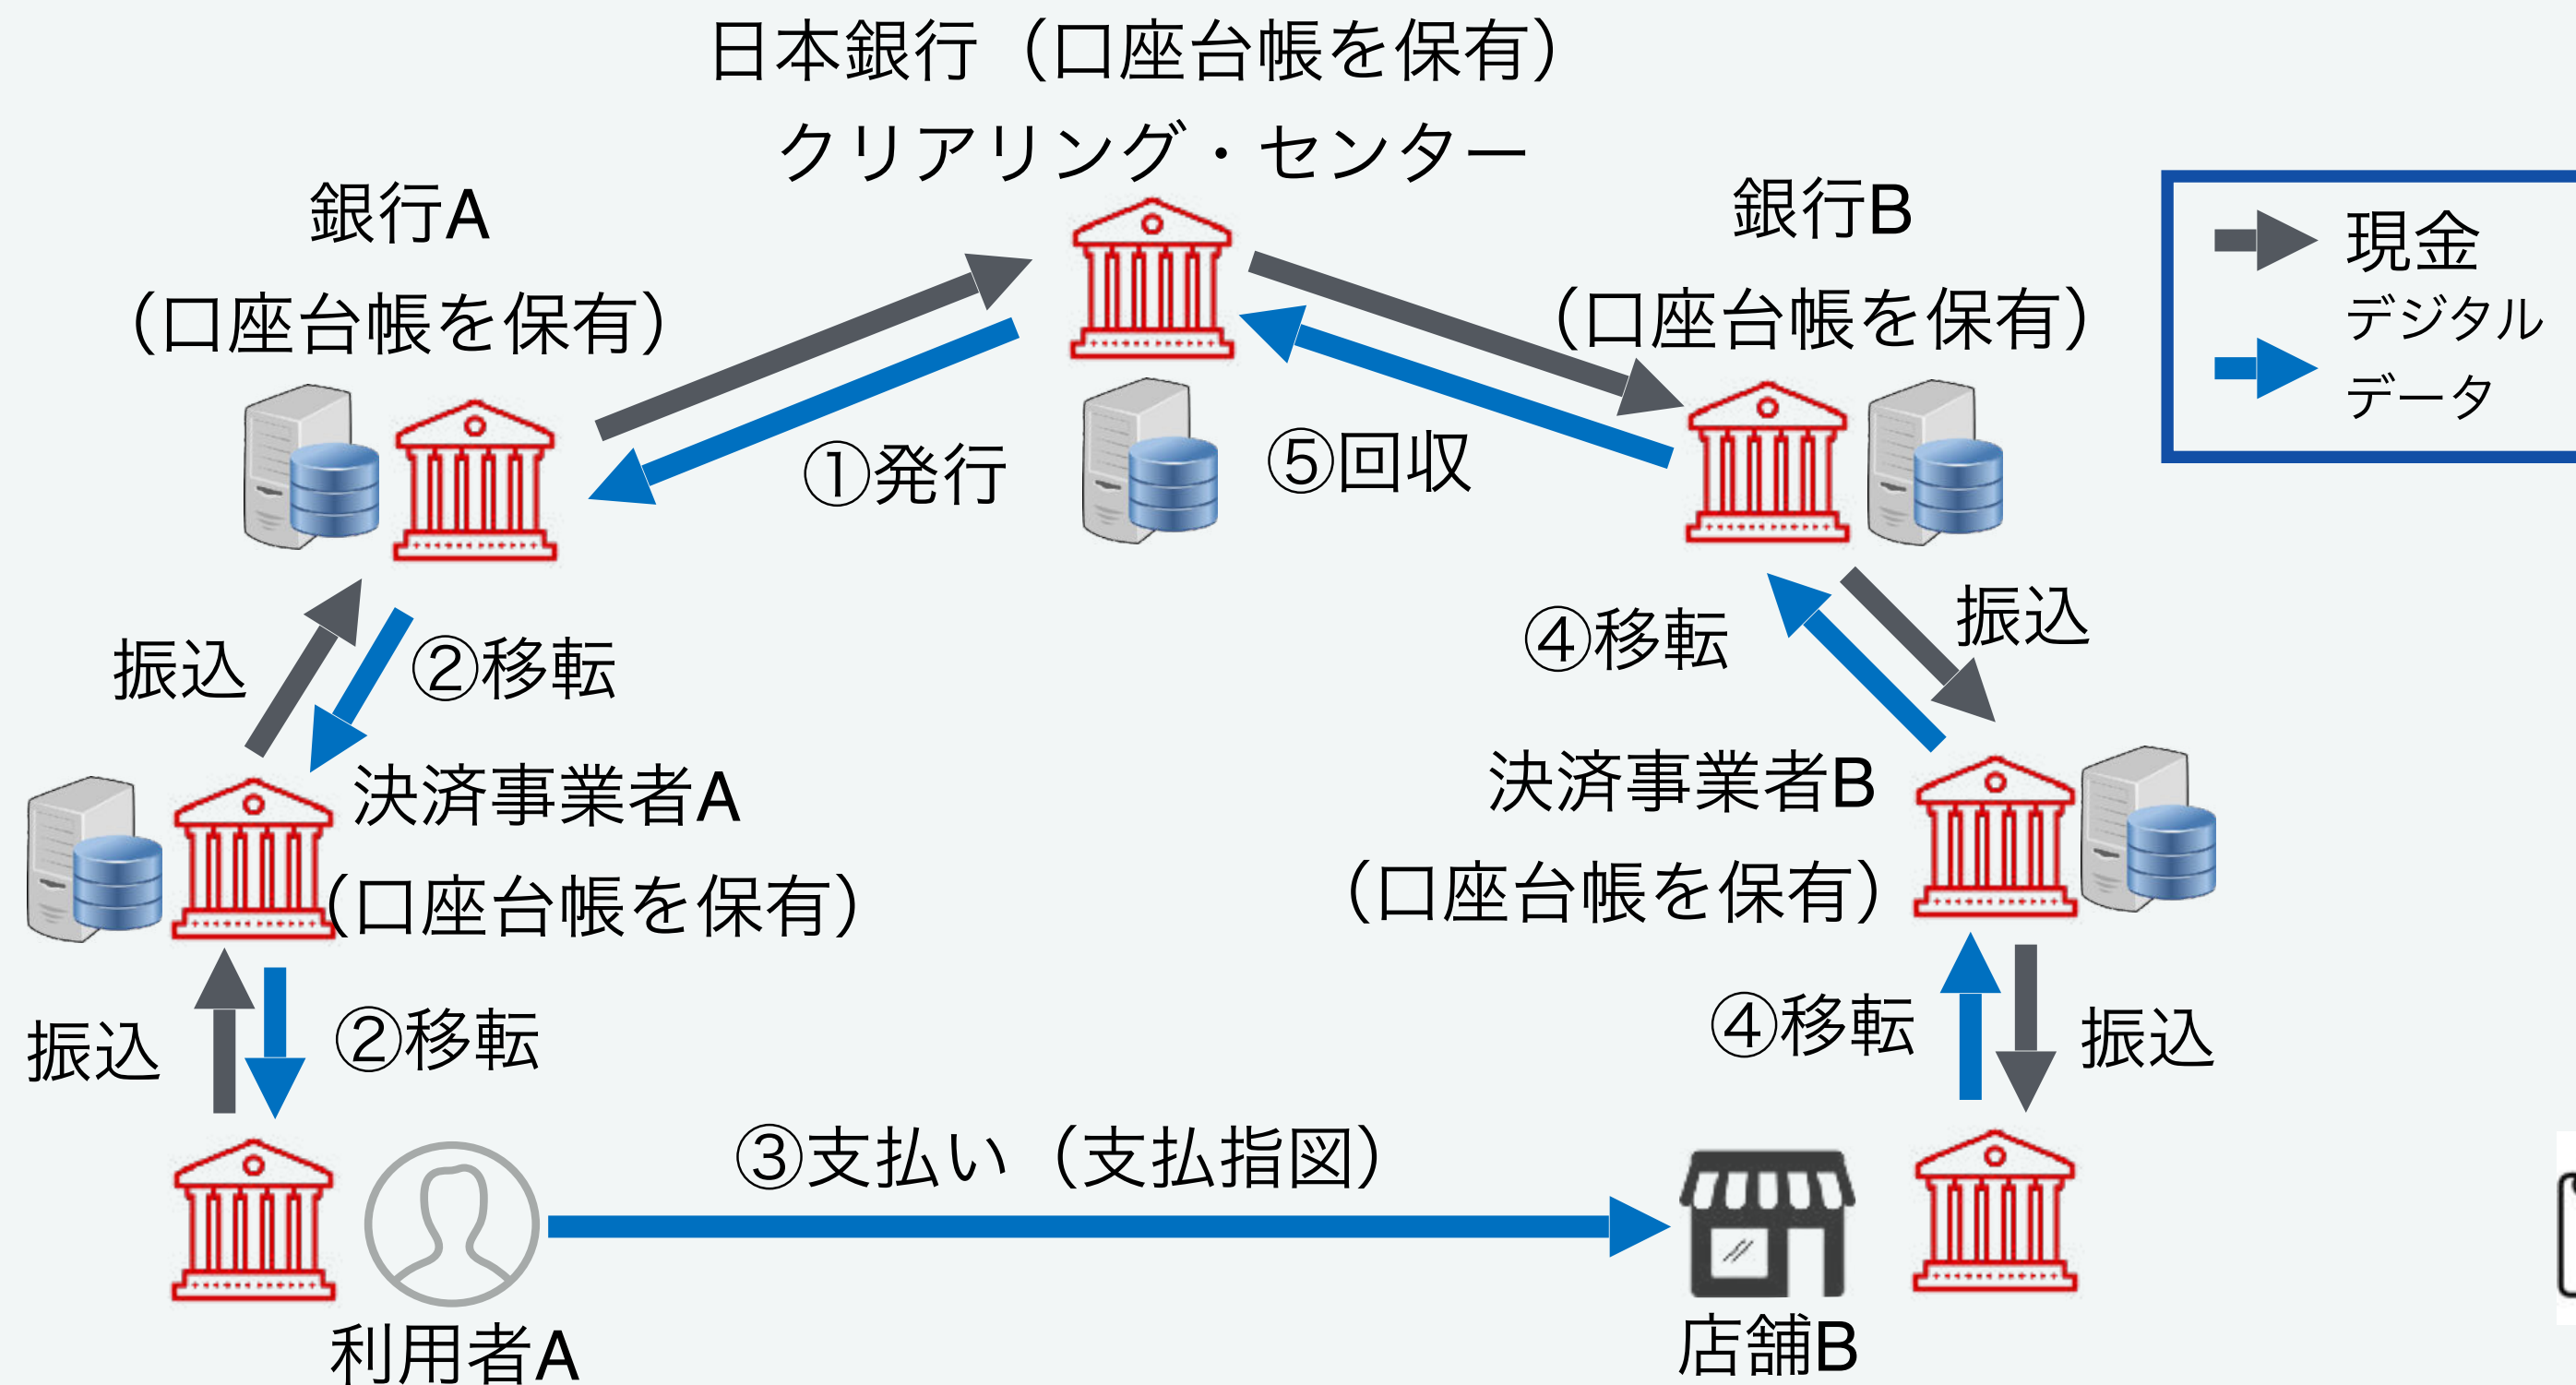 日本銀行（口座台帳を保有）
クリアリング・センター
銀行A
（口座台帳を保有）
銀行B
（口座台帳を保有）
現金
デジタル
データ
①発行
⑤回収
振込
②移転
④移転
振込
決済事業者A
（口座台帳を保有）
決済事業者B
（口座台帳を保有）
振込
②移転
④移転
振込
③支払い（支払指図）
利用者A
店舗B